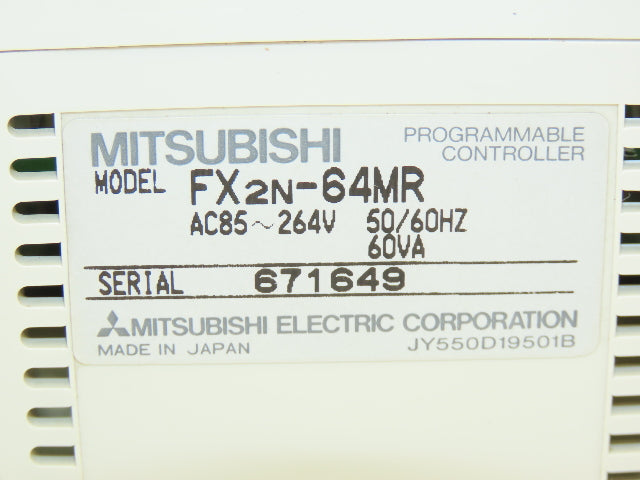 MITSUBISHI PROGRAMMABLE
CONTROLLER
MODEL FX2N-64MR
AC85~264V 50/60HZ
60VA
SERIAL 671649
MITSUBISHI ELECTRIC CORPORATION
MADE IN JAPAN JY550D19501B